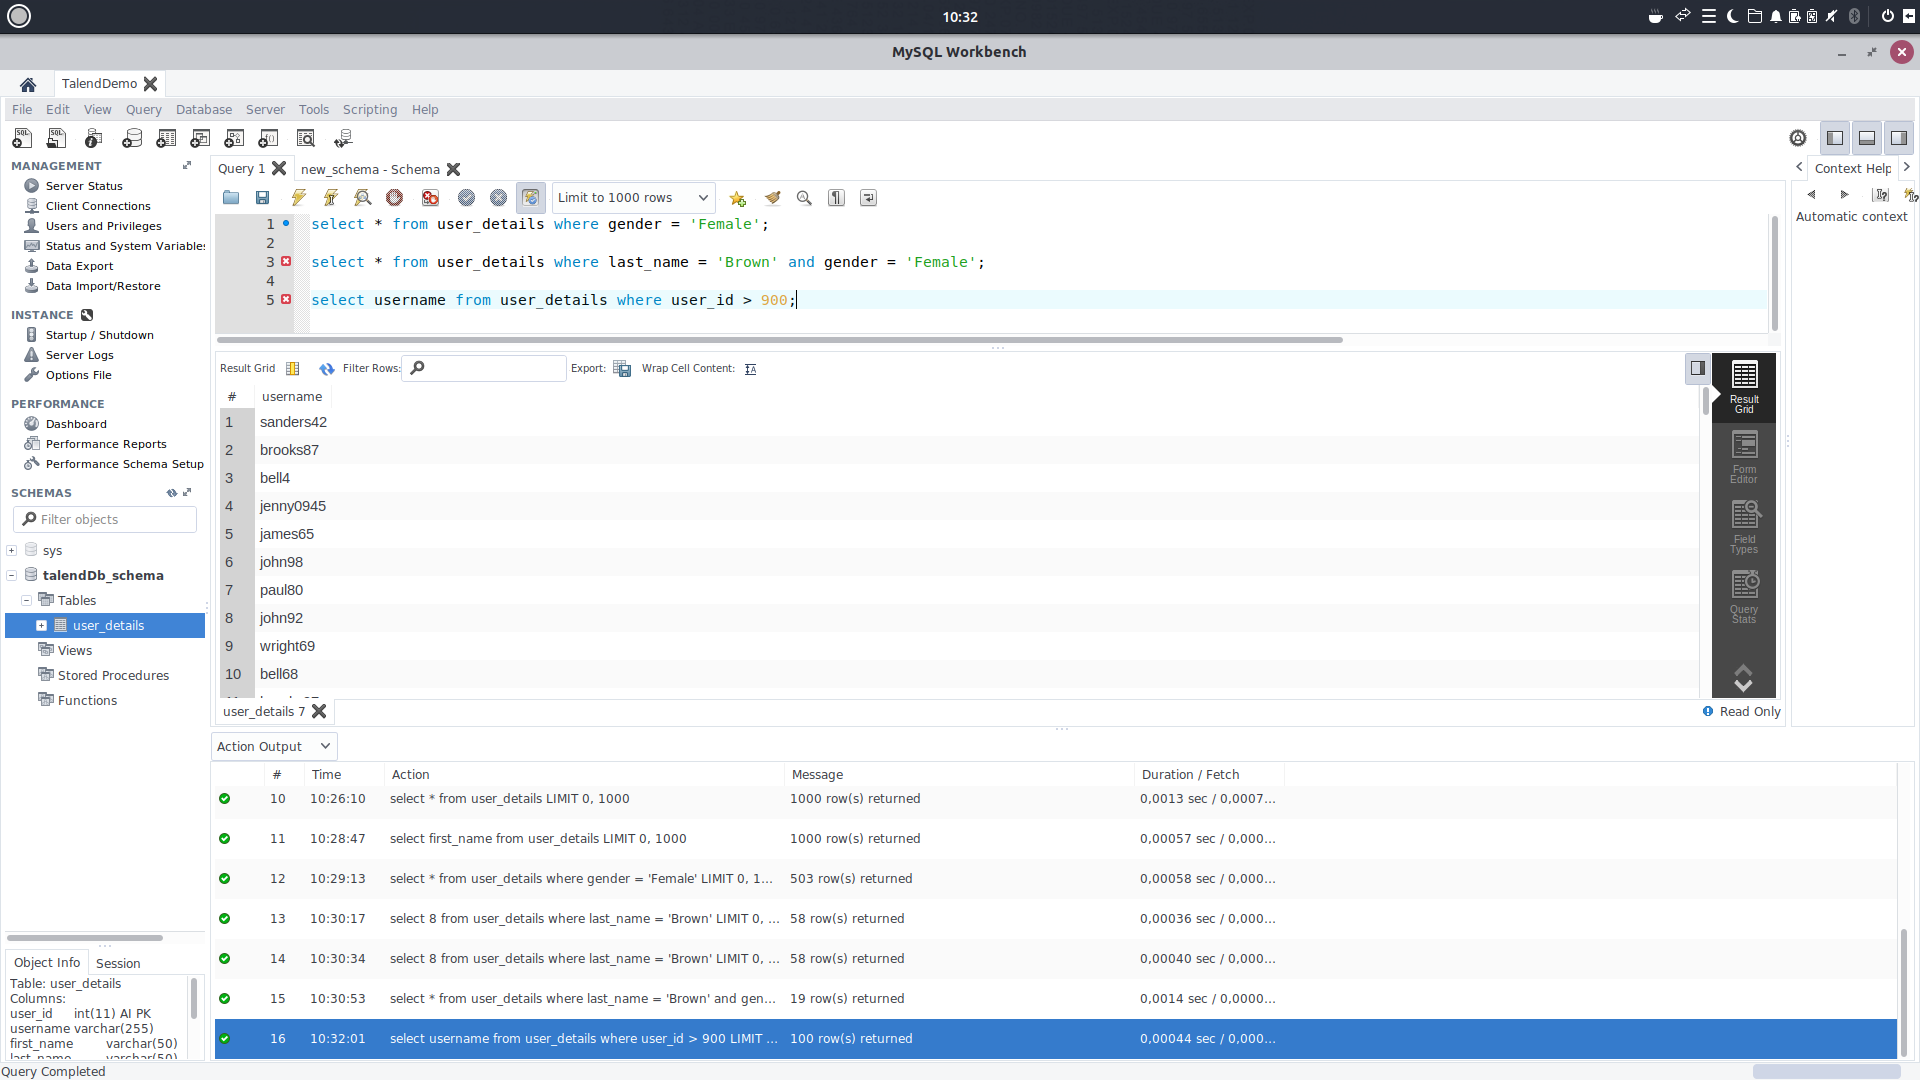 10:32
MySQL Workbench
TalendDemo
File Edit View Query Database Server Tools Scripting Help
MANAGEMENT
Server Status
Client Connections
Users and Privileges
Status and System Variables
Data Export
Data Import/Restore
INSTANCE
Startup / Shutdown
Server Logs
Options File
PERFORMANCE
Dashboard
Performance Reports
Performance Schema Setup
SCHEMAS
Filter objects
sys
talendDb_schema
Tables
user_details
Views
Stored Procedures
Functions
Object Info Session
Table: user_details
Columns:
user_id int(11) AI PK
username varchar(255)
first_name varchar(50)
last_name varchar(50)
Query 1 new_schema - Schema
Limit to 1000 rows
1 select * from user_details where gender = 'Female';
2
3 select * from user_details where last_name = 'Brown' and gender = 'Female';
4
5 select username from user_details where user_id > 900;
Result Grid Filter Rows: Export: Wrap Cell Content:
# username
1 sanders42
2 brooks87
3 bell4
4 jenny0945
5 james65
6 john98
7 paul80
8 john92
9 wright69
10 bell68
Result
Grid
Form
Editor
Field
Types
Query
Stats
user_details 7
Read Only
Context Help
Automatic context
Action Output
# Time Action Message Duration / Fetch
10 10:26:10 select * from user_details LIMIT 0, 1000 1000 row(s) returned 0,0013 sec / 0,0007...
11 10:28:47 select first_name from user_details LIMIT 0, 1000 1000 row(s) returned 0,00057 sec / 0,000...
12 10:29:13 select * from user_details where gender = 'Female' LIMIT 0, 1... 503 row(s) returned 0,00058 sec / 0,000...
13 10:30:17 select 8 from user_details where last_name = 'Brown' LIMIT 0, ... 58 row(s) returned 0,00036 sec / 0,000...
14 10:30:34 select 8 from user_details where last_name = 'Brown' LIMIT 0, ... 58 row(s) returned 0,00040 sec / 0,000...
15 10:30:53 select * from user_details where last_name = 'Brown' and gen... 19 row(s) returned 0,0014 sec / 0,0000...
16 10:32:01 select username from user_details where user_id > 900 LIMIT ... 100 row(s) returned 0,00044 sec / 0,000...
Query Completed